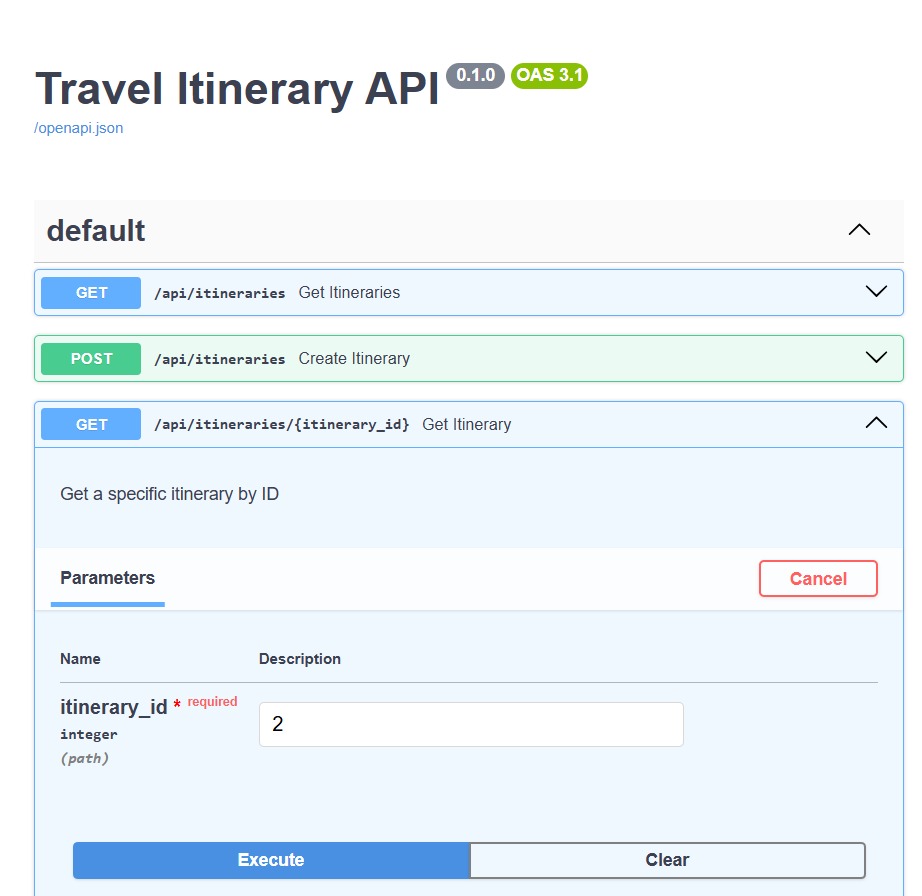 Travel Itinerary API 0.1.0 OAS 3.1
/openapi.json
default
GET /api/itineraries Get Itineraries
POST /api/itineraries Create Itinerary
GET /api/itineraries/{itinerary_id} Get Itinerary
Get a specific itinerary by ID
Parameters Cancel
Name Description
itinerary_id * required 2
integer
(path)
Execute Clear